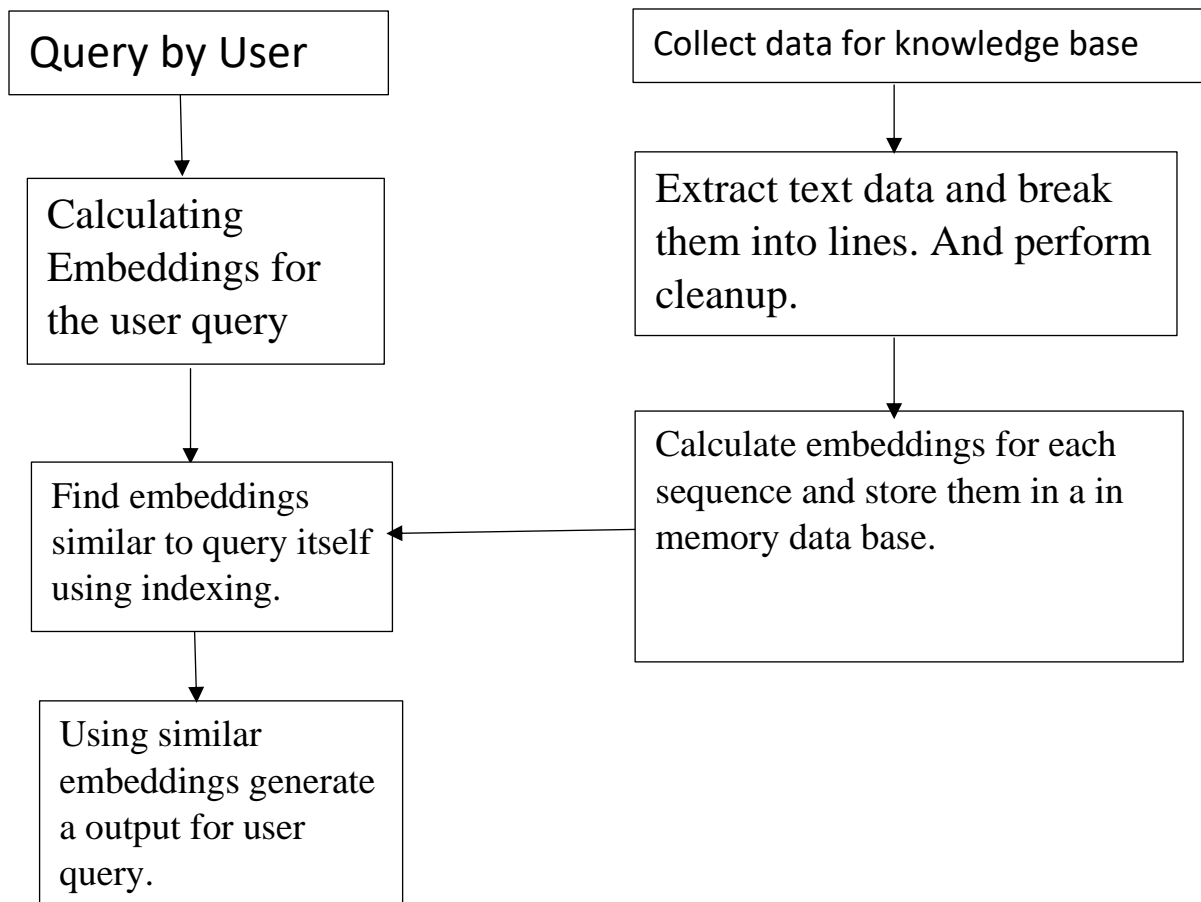 Query by User
Calculating
Embeddings for
the user query
Find embeddings
similar to query itself
using indexing.
Using similar
embeddings generate
a output for user
query.
Collect data for knowledge base
Extract text data and break
them into lines. And perform
cleanup.
Calculate embeddings for each
sequence and store them in a in
memory data base.